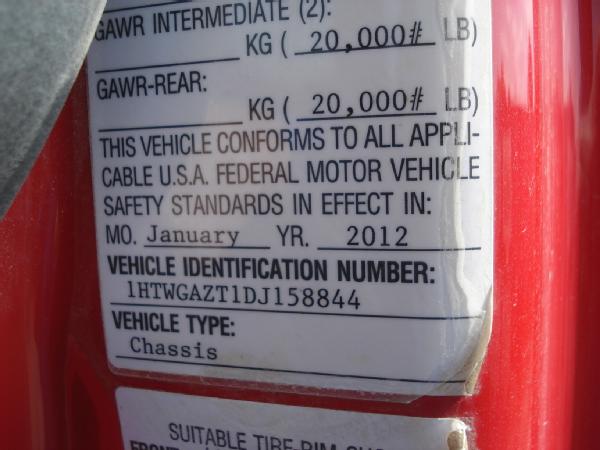 GAWR INTERMEDIATE (2):
KG ( 20,000# LB)
GAWR-REAR:
KG ( 20,000# LB)
THIS VEHICLE CONFORMS TO ALL APPLI-
CABLE U.S.A. FEDERAL MOTOR VEHICLE
SAFETY STANDARDS IN EFFECT IN:
MO. January YR. 2012
VEHICLE IDENTIFICATION NUMBER:
1HTWGAZT1DJ158844
VEHICLE TYPE:
Chassis
SUITABLE TIRE-RIM